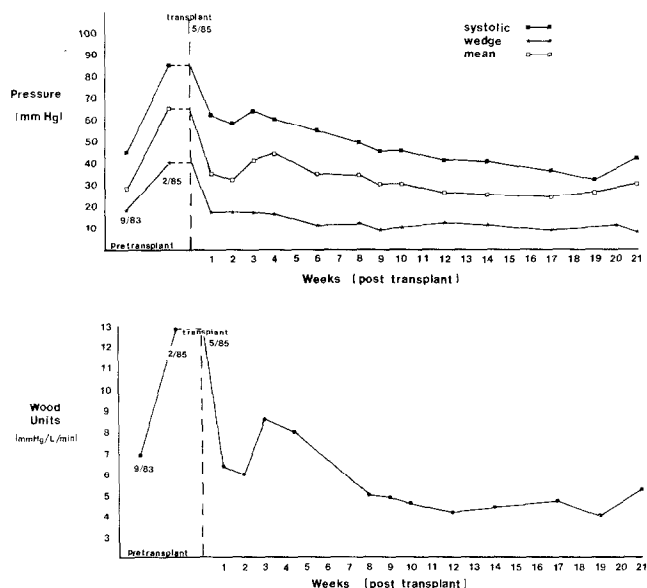 transplant
5/85
systolic
wedge
mean
100
90
80
Pressure
70
[mm Hg]
60
50
40
30
2/85
20
9/83
10
Pretransplant
1 2 3 4 5 6 7 8 9 10 11 12 13 14 15 16 17 18 19 20 21
Weeks [post transplant]
13
transplant
5/85
12
2/85
11
10
Wood
9
Units
8
[mmHg/L/min]
7
9/83
6
5
4
3
Pretransplant
1 2 3 4 5 6 7 8 9 10 11 12 13 14 15 16 17 18 19 20 21
Weeks [post transplant]